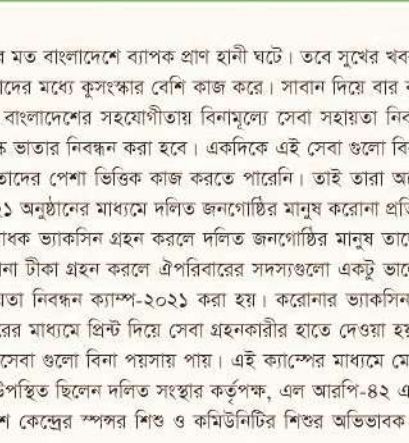 মত বাংলাদেশে ব্যাপক প্রাণ হানী ঘটে। তবে সুখের খব
দের মধ্যে কুসংস্কার বেশি কাজ করে। সাবান দিয়ে বার
বাংলাদেশের সহযোগীতায় বিনামূল্যে সেবা সহায়তা নিব
ভাতার নিবন্ধন করা হবে। একদিকে এই সেবা গুলো বি
তাদের পেশা ভিত্তিক কাজ করতে পারেনি। তাই তারা অ
২১ অনুষ্ঠানের মাধ্যমে দলিত জনগোষ্ঠির মানুষ করোনা প্রতি
ধক ভ্যাকসিন গ্রহন করলে দলিত জনগোষ্ঠির মানুষ তাদে
না টীকা গ্রহন করলে ঐপরিবারের সদস্যগুলো একটু ভালে
য়তা নিবন্ধন ক্যাম্প-২০২১ করা হয়। করোনার ভ্যাকসিন
রের মাধ্যমে প্রিন্ট দিয়ে সেবা গ্রহনকারীর হাতে দেওয়া হয়
সেবা গুলো বিনা পয়সায় পায়। এই ক্যাম্পের মাধ্যমে মে
উপস্থিত ছিলেন দলিত সংস্থার কর্তৃপক্ষ, এল আরপি-৪২ এ
শ কেন্দ্রের স্পন্সর শিশু ও কমিউনিটির শিশুর অভিভাবক